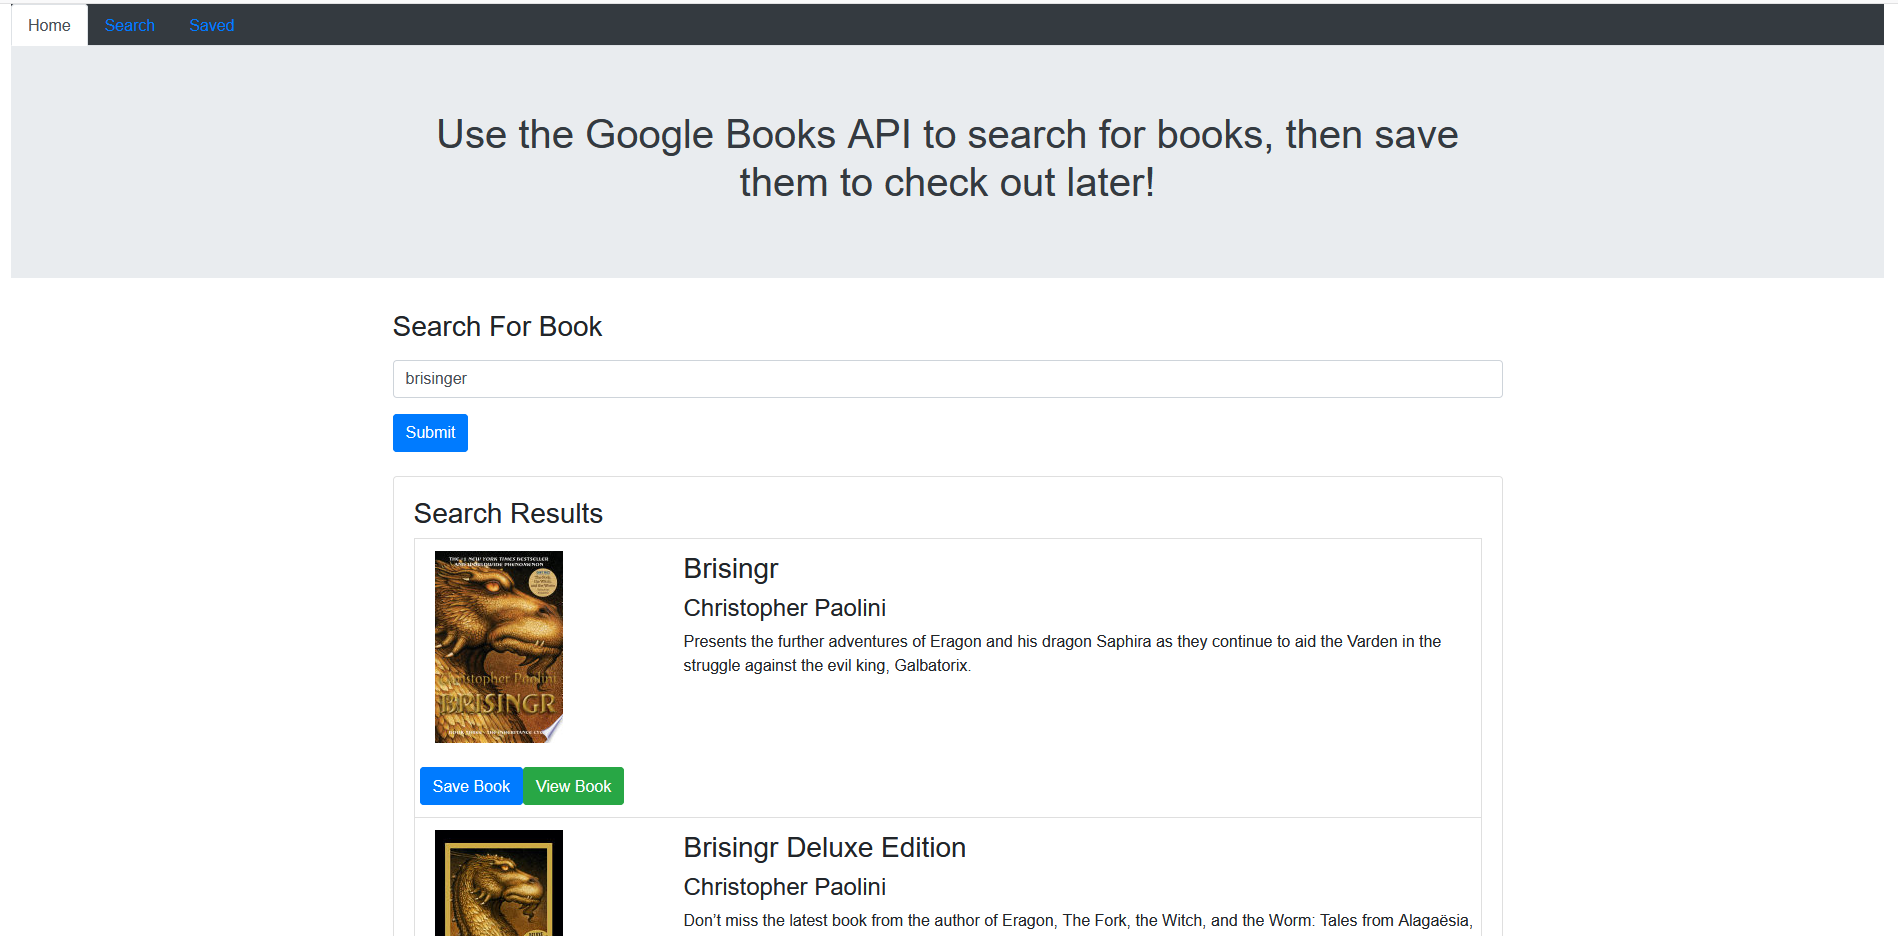 Home Search Saved
Use the Google Books API to search for books, then save
them to check out later!
Search For Book
brisinger
Submit
Search Results
THE #1 NEW YORK TIMES BESTSELLER
AND WORLDWIDE PHENOMENON
Christopher Paolini
BRISINGR
Brisingr
Christopher Paolini
Presents the further adventures of Eragon and his dragon Saphira as they continue to aid the Varden in the
struggle against the evil king, Galbatorix.
Save Book View Book
Brisingr Deluxe Edition
Christopher Paolini
Don’t miss the latest book from the author of Eragon, The Fork, the Witch, and the Worm: Tales from Alagaësia,